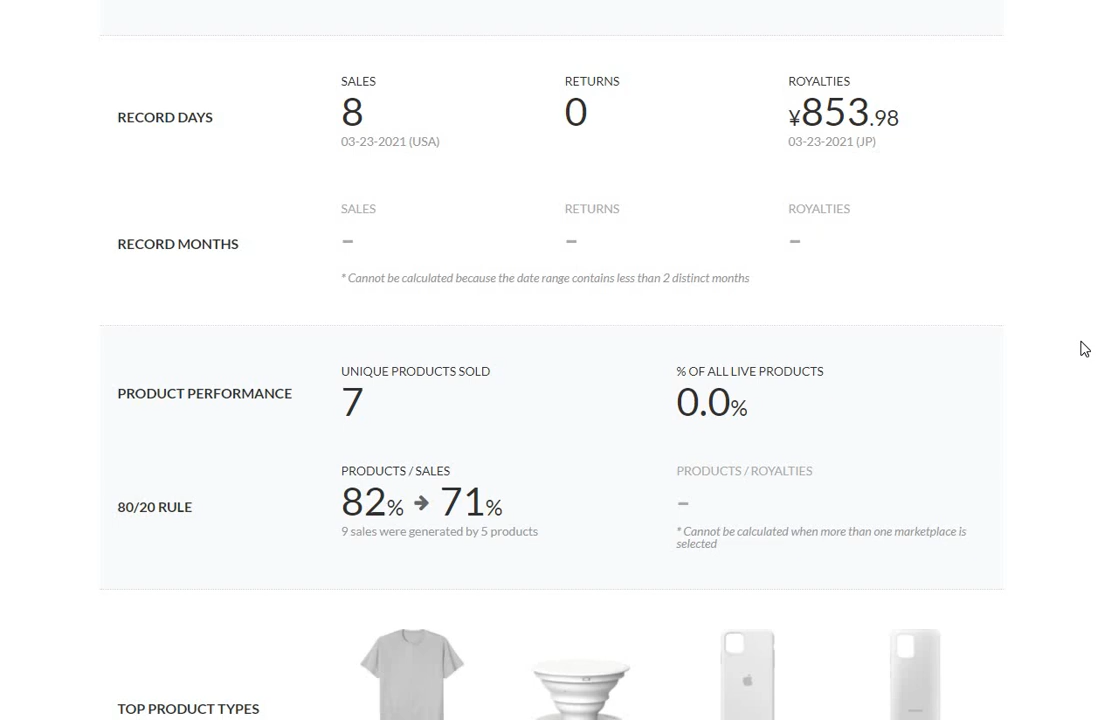 SALES
RETURNS
ROYALTIES
RECORD DAYS
8
0
¥853.98
03-23-2021 (USA)
03-23-2021 (JP)
SALES
RETURNS
ROYALTIES
RECORD MONTHS
–
–
–
* Cannot be calculated because the date range contains less than 2 distinct months
UNIQUE PRODUCTS SOLD
% OF ALL LIVE PRODUCTS
PRODUCT PERFORMANCE
7
0.0%
PRODUCTS / SALES
PRODUCTS / ROYALTIES
80/20 RULE
82% → 71%
–
9 sales were generated by 5 products
* Cannot be calculated when more than one marketplace is
selected
TOP PRODUCT TYPES